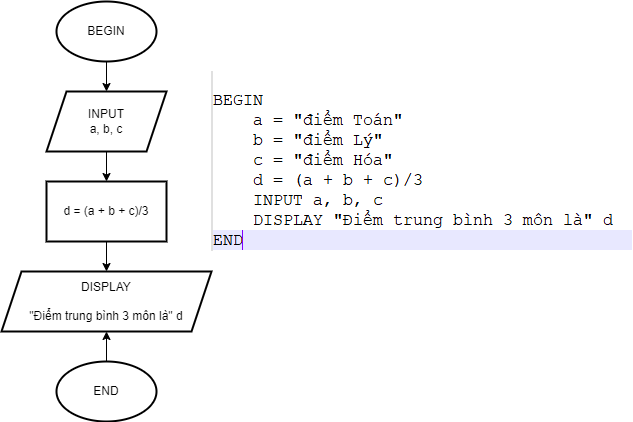 BEGIN
INPUT
a, b, c
d = (a + b + c)/3
DISPLAY
"Điểm trung bình 3 môn là" d
END
BEGIN
a = "điểm Toán"
b = "điểm Lý"
c = "điểm Hóa"
d = (a + b + c)/3
INPUT a, b, c
DISPLAY "Điểm trung bình 3 môn là" d
END